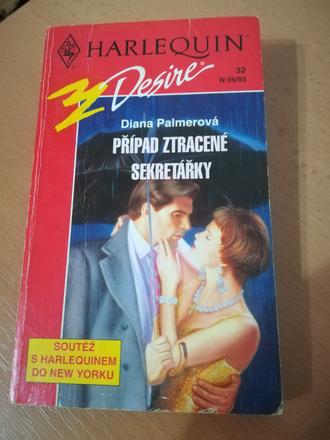 HARLEQUIN®
Desire®
32
N 05/93
Diana Palmerová
PŘÍPAD ZTRACENÉ
SEKRETÁŘKY
SOUTĚŽ
S HARLEQUINEM
DO NEW YORKU